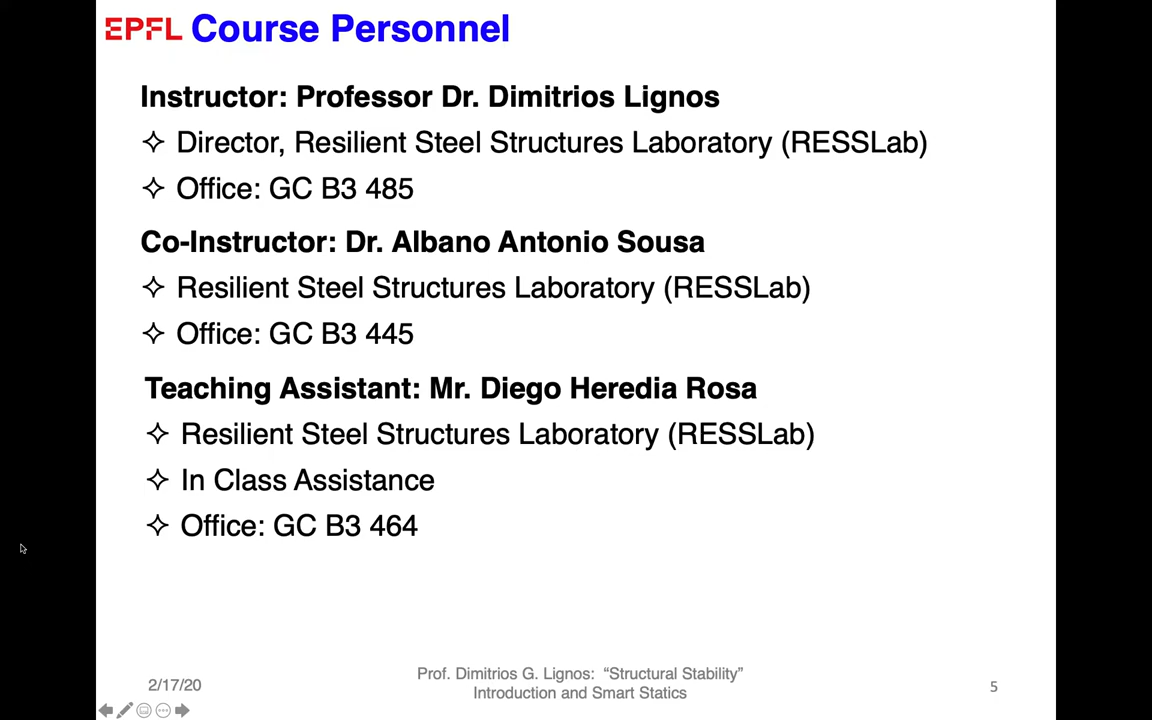 EPFL Course Personnel
Instructor: Professor Dr. Dimitrios Lignos
Director, Resilient Steel Structures Laboratory (RESSLab)
Office: GC B3 485
Co-Instructor: Dr. Albano Antonio Sousa
Resilient Steel Structures Laboratory (RESSLab)
Office: GC B3 445
Teaching Assistant: Mr. Diego Heredia Rosa
Resilient Steel Structures Laboratory (RESSLab)
In Class Assistance
Office: GC B3 464
2/17/20
Prof. Dimitrios G. Lignos: “Structural Stability”
Introduction and Smart Statics
5